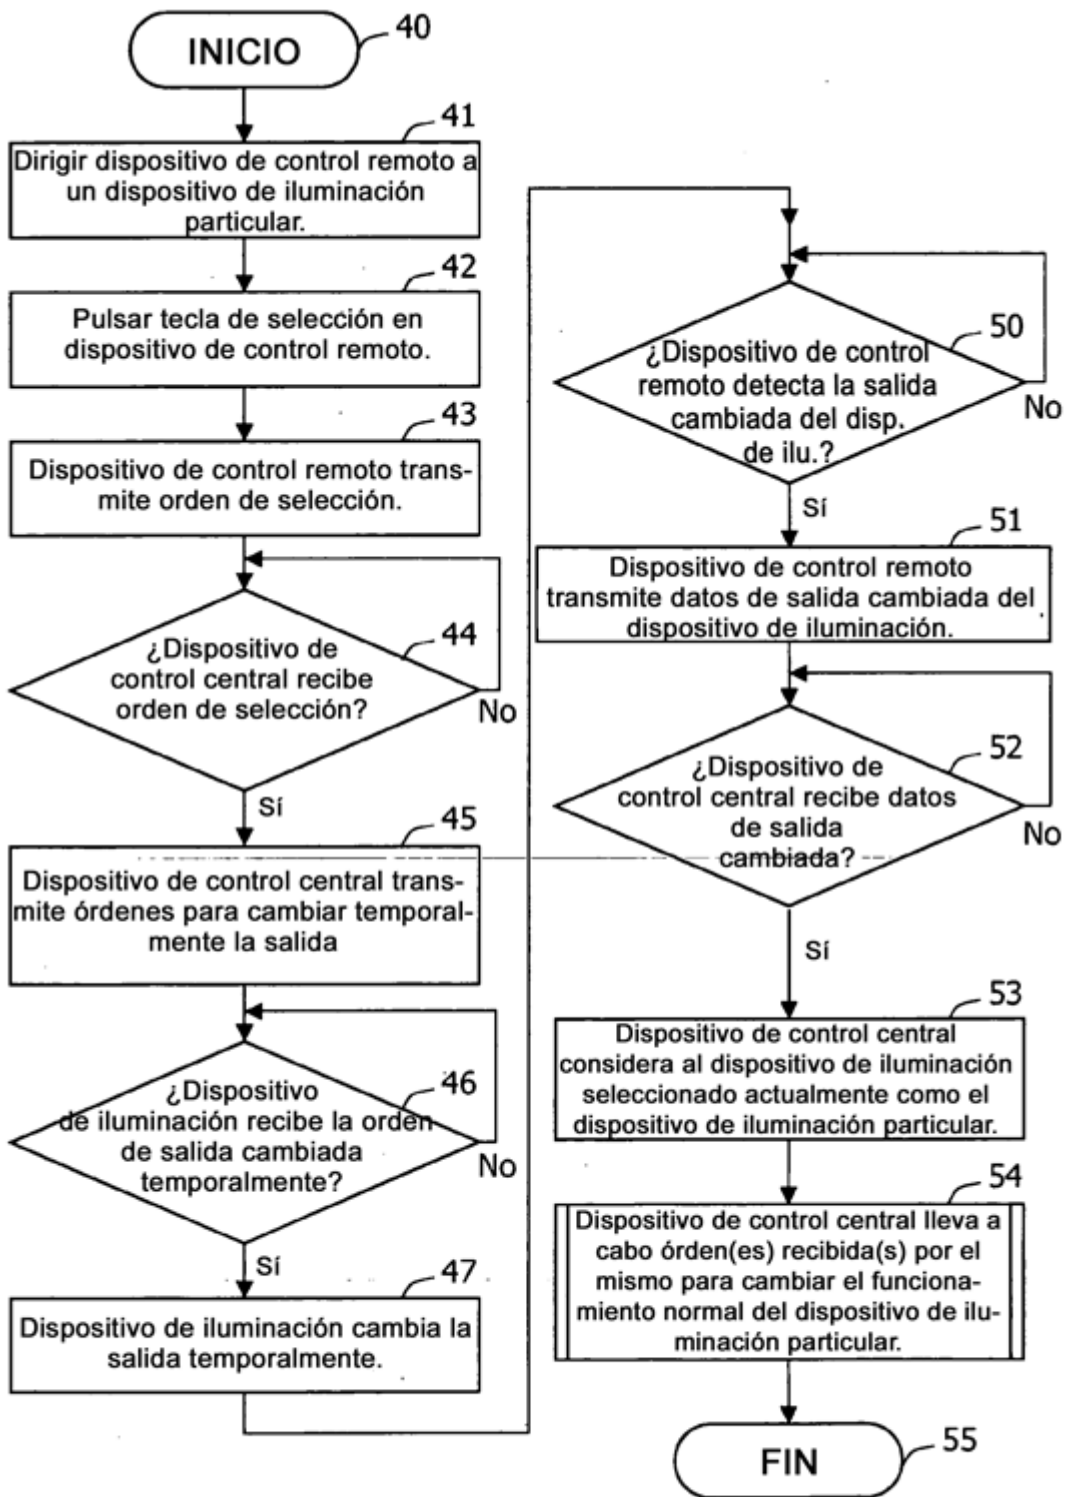 INICIO
40
41
Dirigir dispositivo de control remoto a
un dispositivo de iluminación
particular.
42
Pulsar tecla de selección en
dispositivo de control remoto.
43
Dispositivo de control remoto trans-
mite orden de selección.
44
¿Dispositivo de
control central recibe
orden de selección?
No
Sí
45
Dispositivo de control central trans-
mite órdenes para cambiar temporal-
mente la salida
46
¿Dispositivo
de iluminación recibe la orden
de salida cambiada
temporalmente?
No
Sí
47
Dispositivo de iluminación cambia la
salida temporalmente.
50
¿Dispositivo de control
remoto detecta la salida
cambiada del disp.
de ilu.?
No
Sí
51
Dispositivo de control remoto
transmite datos de salida cambiada del
dispositivo de iluminación.
52
¿Dispositivo de
control central recibe datos
de salida
cambiada?
No
Sí
53
Dispositivo de control central
considera al dispositivo de iluminación
seleccionado actualmente como el
dispositivo de iluminación particular.
54
Dispositivo de control central lleva a
cabo órden(es) recibida(s) por el
mismo para cambiar el funciona-
miento normal del dispositivo de ilu-
minación particular.
FIN
55